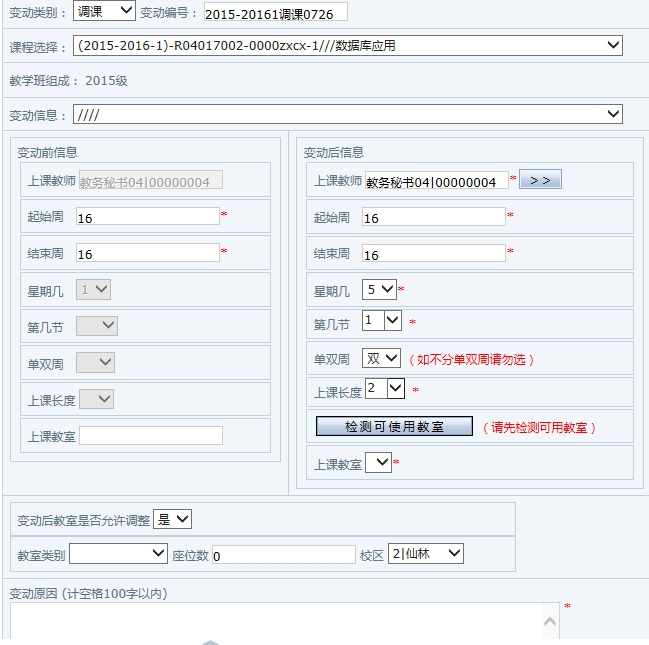 变动类别： 调课 变动编号： 2015-20161调课0726
课程选择： (2015-2016-1)-R04017002-0000zxcx-1///数据库应用
教学班组成： 2015级
变动信息： ////
变动前信息
上课教师 教务秘书04|00000004
起始周 16 *
结束周 16 *
星期几 1
第几节
单双周
上课长度
上课教室
变动后信息
上课教师 教务秘书04|00000004 * >>
起始周 16 *
结束周 16 *
星期几 5 *
第几节 1 *
单双周 双 （如不分单双周请勿选）
上课长度 2 *
检测可使用教室 （请先检测可用教室）
上课教室 *
变动后教室是否允许调整 是
教室类别 座位数 0 校区 2|仙林
变动原因 (计空格100字以内)
*